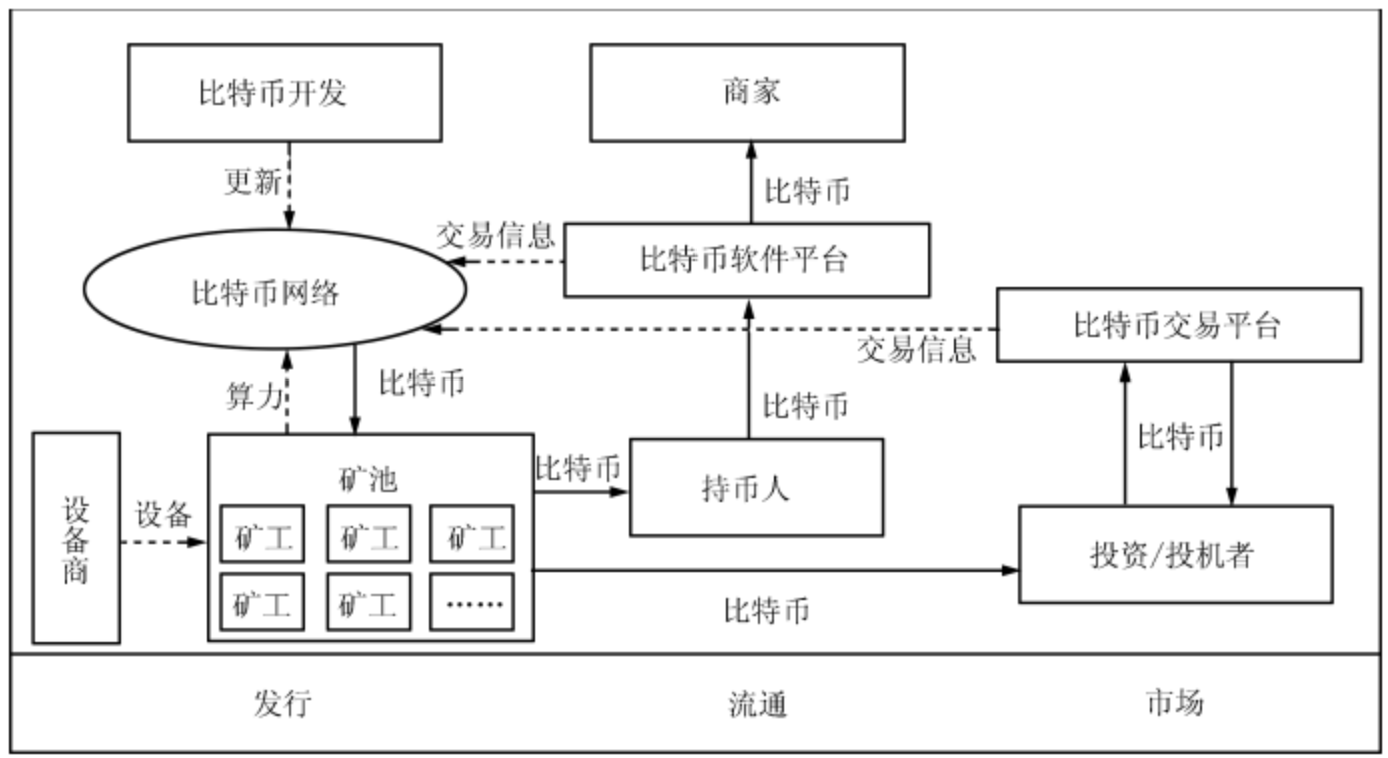 比特币开发
商家
更新
比特币
交易信息
比特币软件平台
比特币网络
比特币交易平台
交易信息
算力
比特币
比特币
比特币
设备商
设备
矿池
比特币
持币人
矿工
矿工
矿工
投资/投机者
矿工
矿工
……
比特币
发行
流通
市场